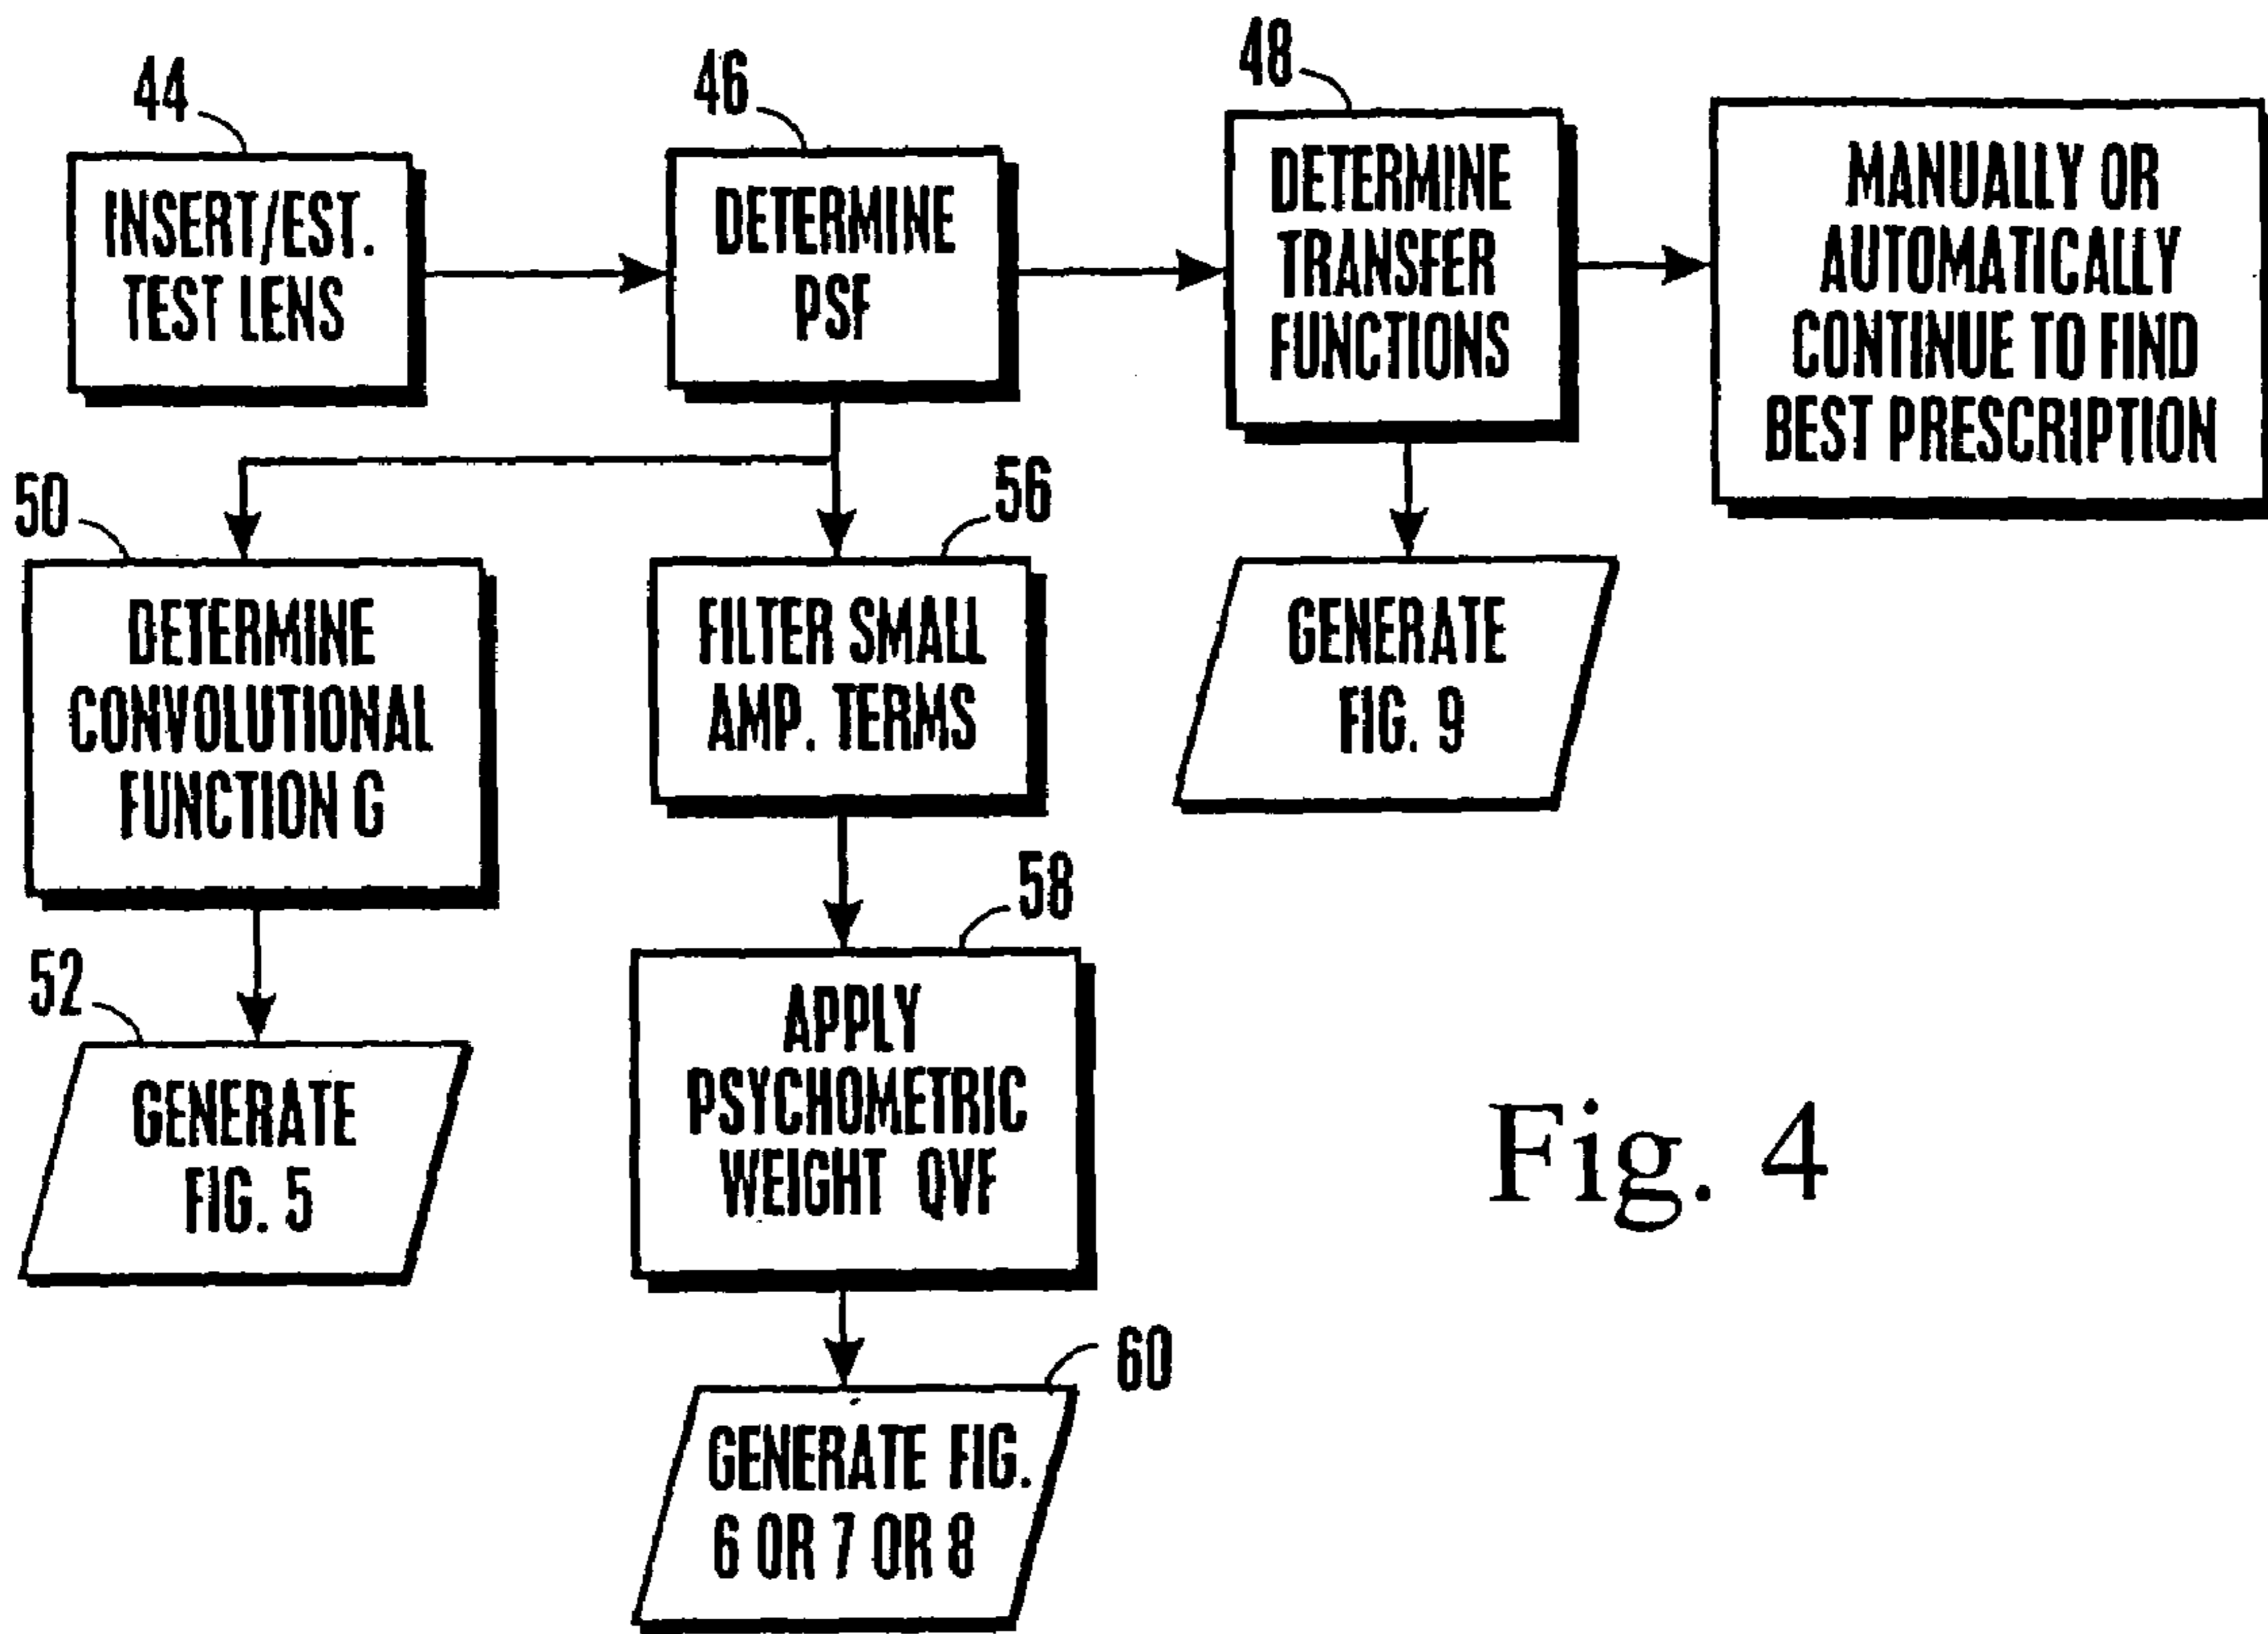 44
INSERT/EST.
TEST LENS
46
DETERMINE
PSF
48
DETERMINE
TRANSFER
FUNCTIONS
MANUALLY OR
AUTOMATICALLY
CONTINUE TO FIND
BEST PRESCRIPTION
50
DETERMINE
CONVOLUTIONAL
FUNCTION G
52
GENERATE
FIG. 5
56
FILTER SMALL
AMP. TERMS
58
APPLY
PSYCHOMETRIC
WEIGHT QVF
60
GENERATE FIG.
6 OR 7 OR 8
GENERATE
FIG. 9
Fig. 4